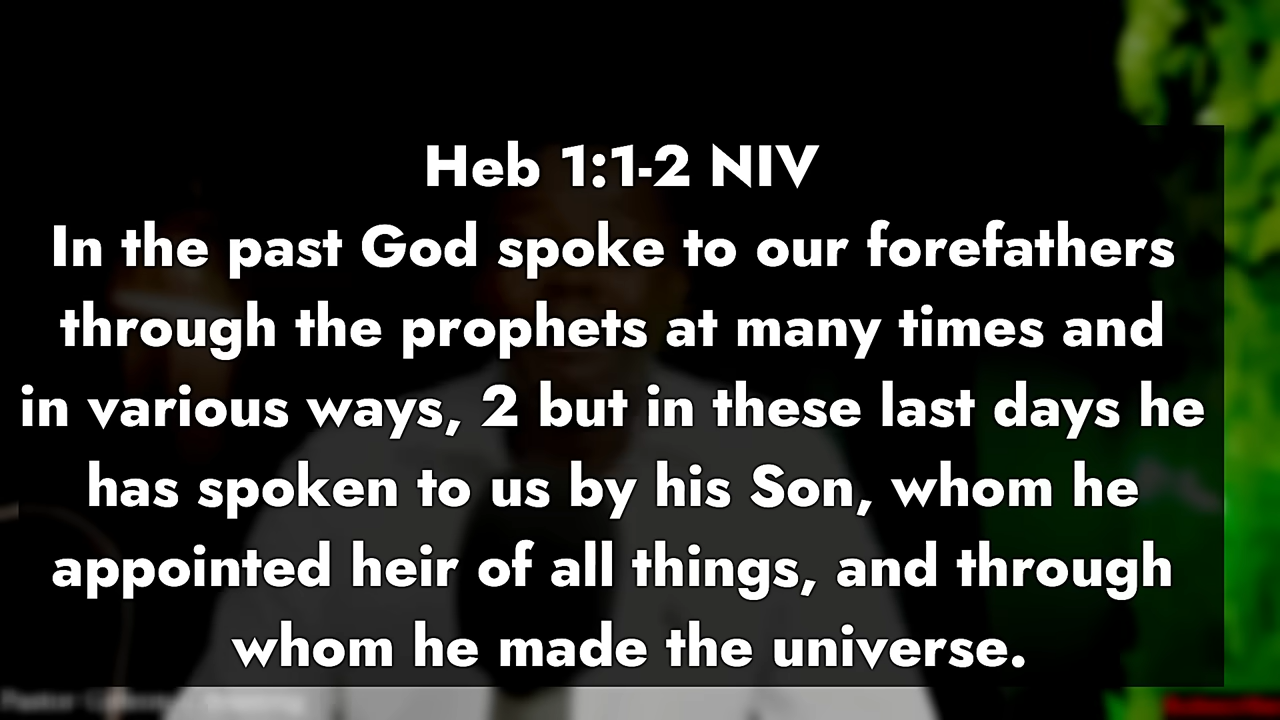 Heb 1:1-2 NIV
In the past God spoke to our forefathers
through the prophets at many times and
in various ways, 2 but in these last days he
has spoken to us by his Son, whom he
appointed heir of all things, and through
whom he made the universe.